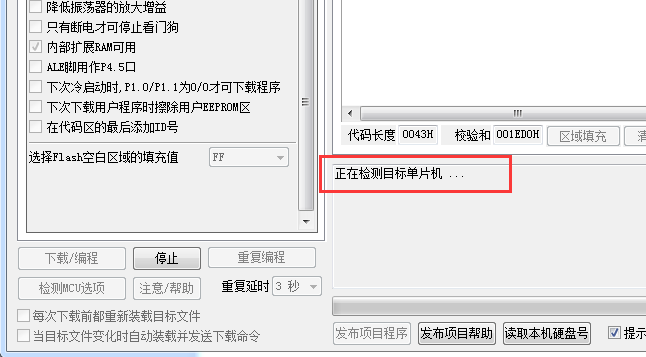 降低振荡器的放大增益
只有断电才可停止看门狗
内部扩展RAM可用
ALE脚用作P4.5口
下次冷启动时,P1.0/P1.1为0/0才可下载程序
下次下载用户程序时擦除用户EEPROM区
在代码区的最后添加ID号
选择Flash空白区域的填充值 FF
下载/编程 停止 重复编程
检测MCU选项 注意/帮助 重复延时 3 秒
每次下载前都重新装载目标文件
当目标文件变化时自动装载并发送下载命令
代码长度 0043H 校验和 001ED0H 区域填充
正在检测目标单片机 ...
发布项目程序 发布项目帮助 读取本机硬盘号 提示